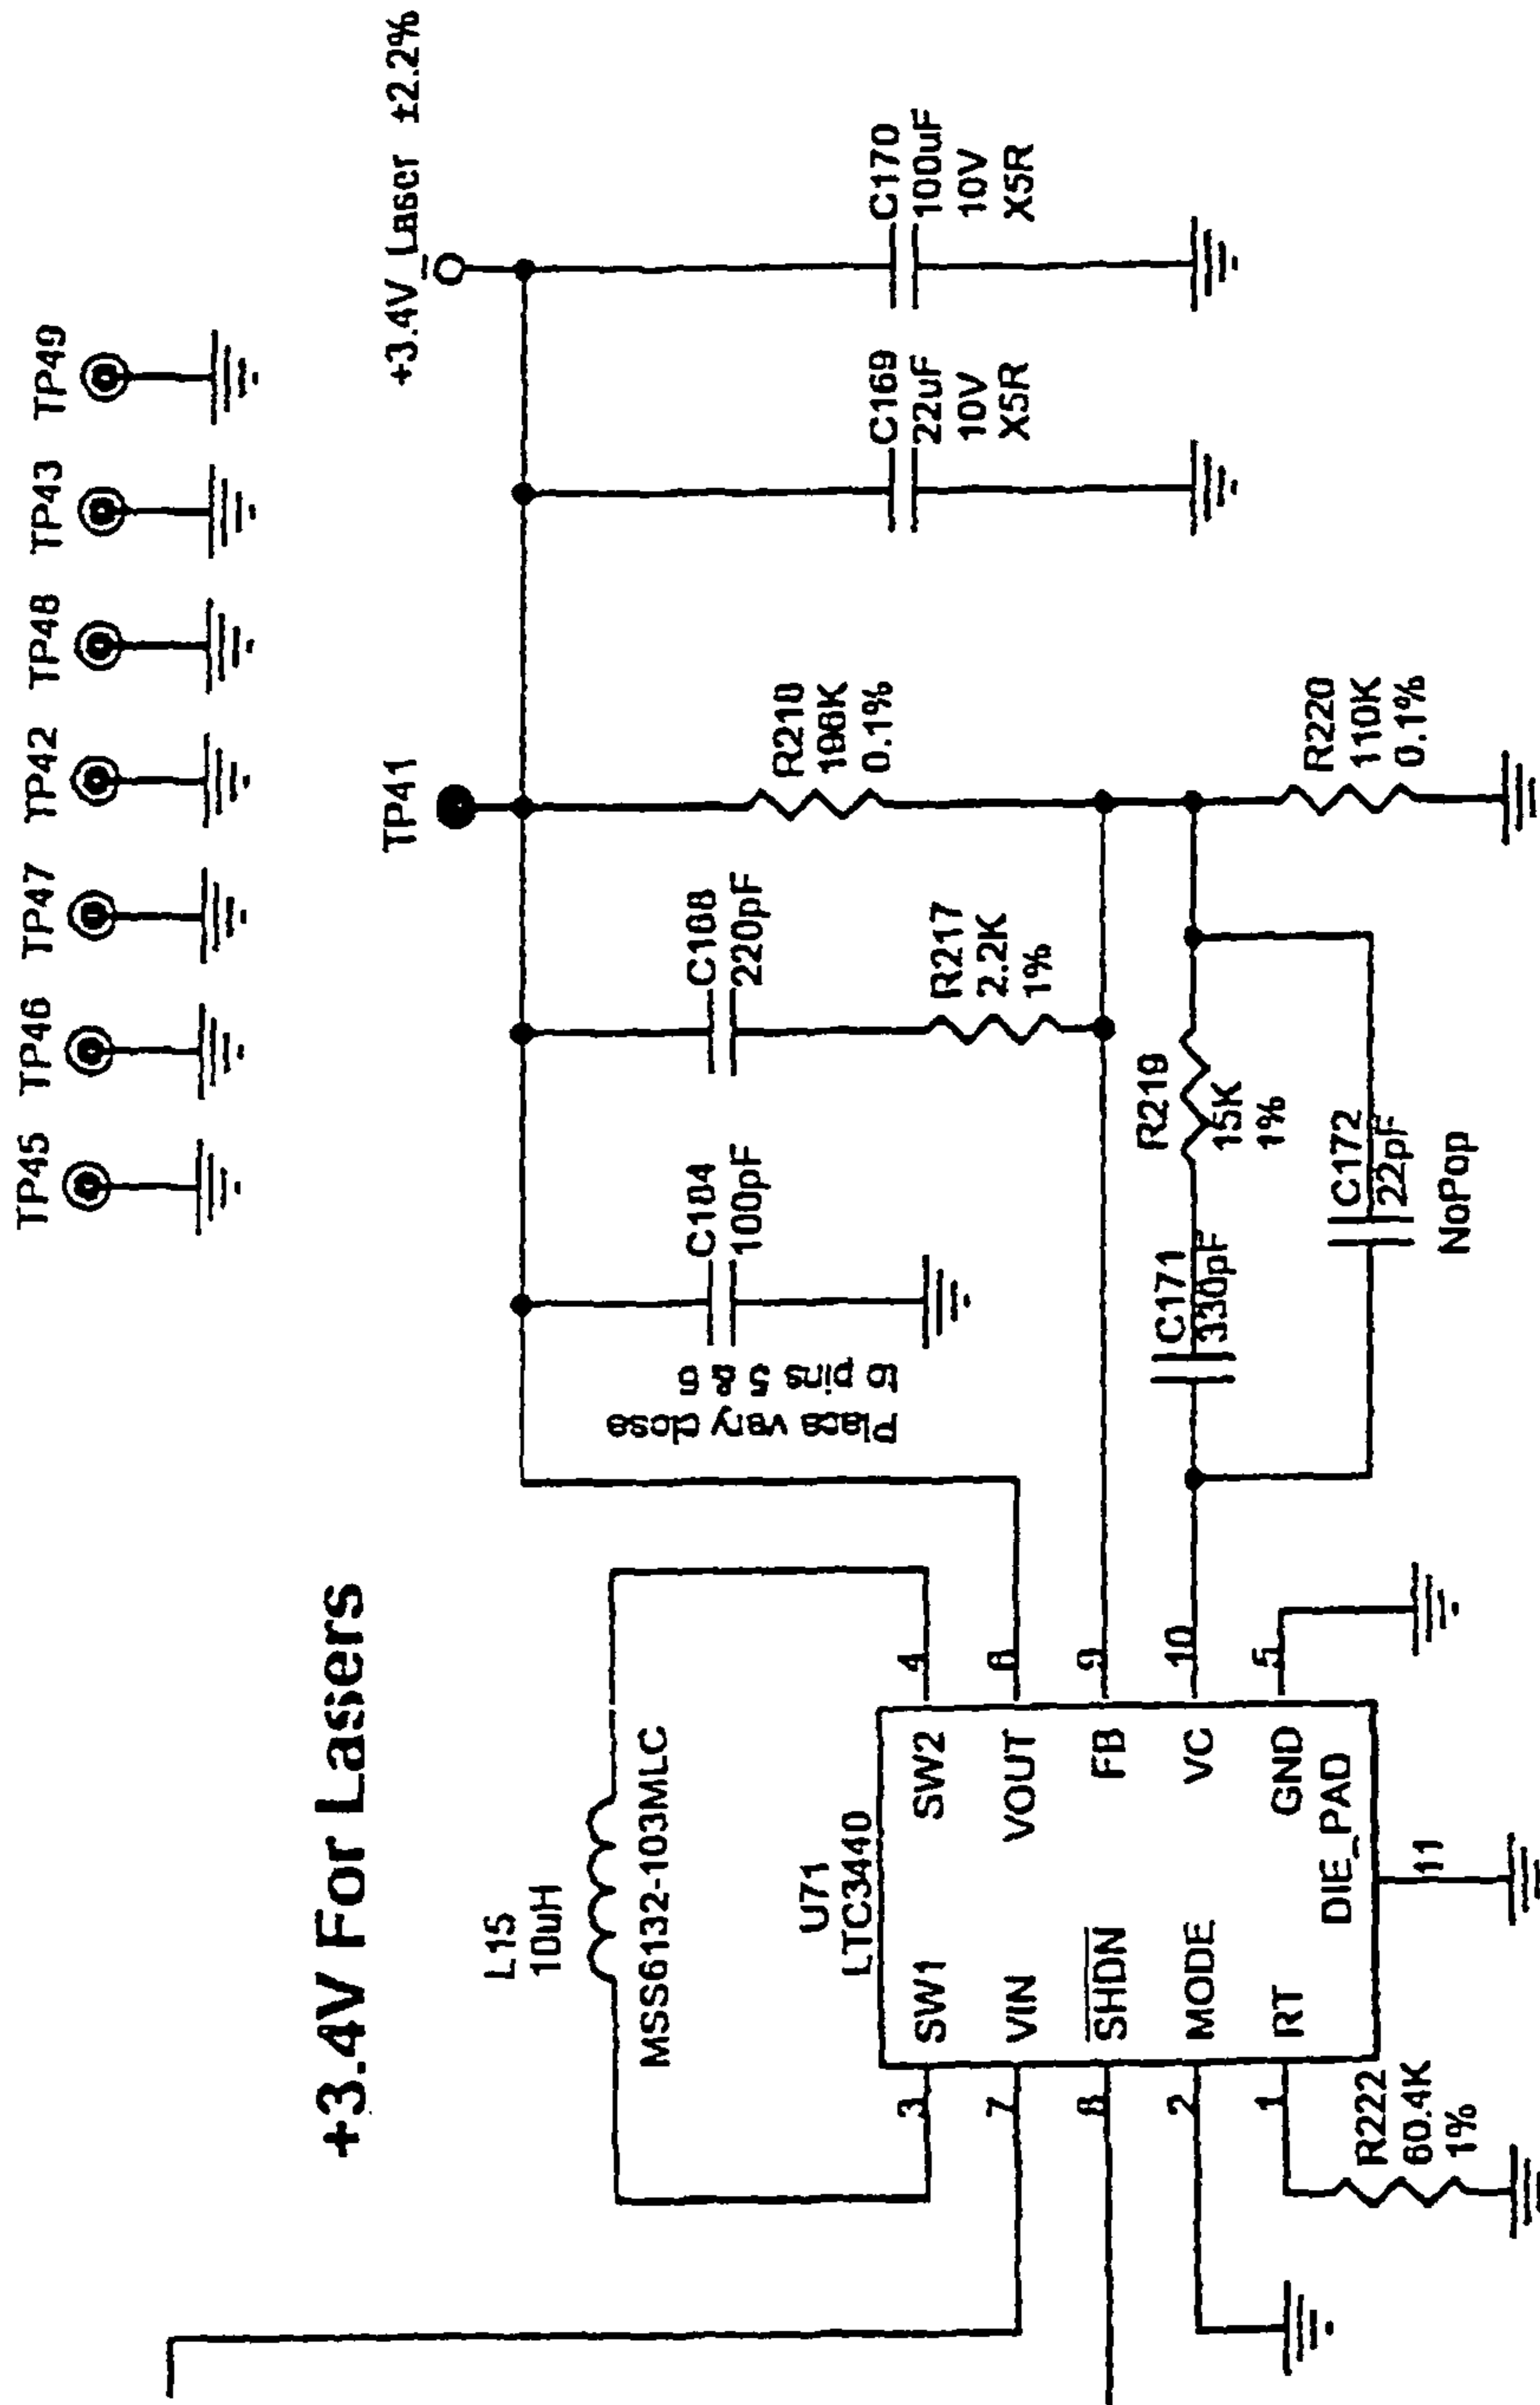 TP45
TP46
TP47
TP42
TP48
TP43
TP49
+3.4V For Lasers
+3.4V_Laser ±2.2%
TP41
L15
10uH
MSS6132-103MLC
Place very close
to pins 5 & 6
C184
100pF
C168
220pF
R217
2.2K
1%
R218
196K
0.1%
C169
22uF
10V
X5R
C170
100uF
10V
X5R
U71
LTC3440
SW1
SW2
VIN
VOUT
SHDN
FB
MODE
VC
RT
GND
DIE_PAD
3
7
8
2
1
4
6
9
10
5
11
R222
60.4K
1%
C171
330pF
R219
15K
1%
C172
22pF
NoPop
R220
110K
0.1%